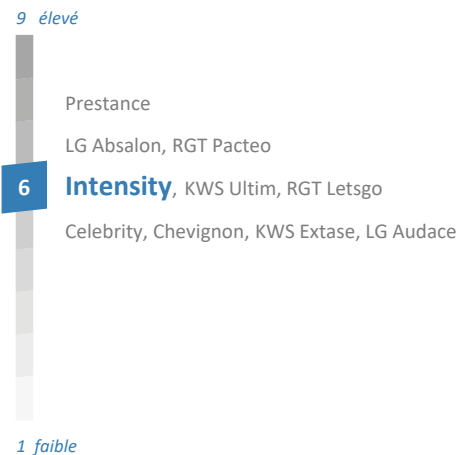 9 élevé
Prestance
LG Absalon, RGT Pacteo
6 Intensity, KWS Ultim, RGT Letsgo
Celebrity, Chevignon, KWS Extase, LG Audace
1 faible